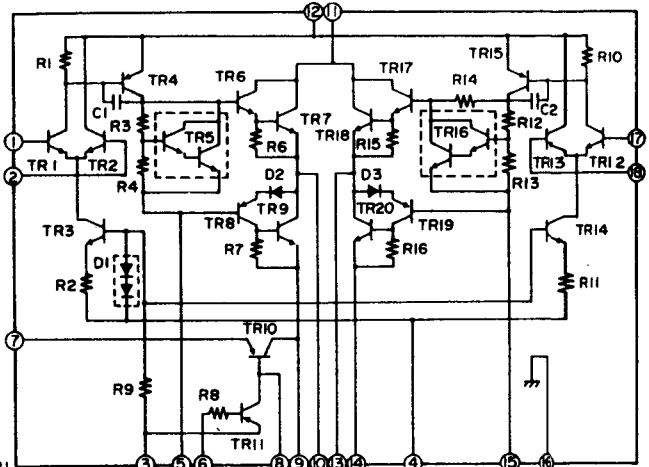 12 11
R1 TR4 TR6 TR17 TR15 R10
R14
C1 C2
R3 TR5 TR7 TR18 TR16 R12
1 R6 R15 17
TR1 TR2 TR13 TR12
2 R4 D2 D3 R13 18
TR9 TR20
TR3 TR8 TR19 TR14
D1 R7 R16
R2 R11
7 TR10
R9 R8
TR11
3 5 6 8 9 10 13 14 4 15 16